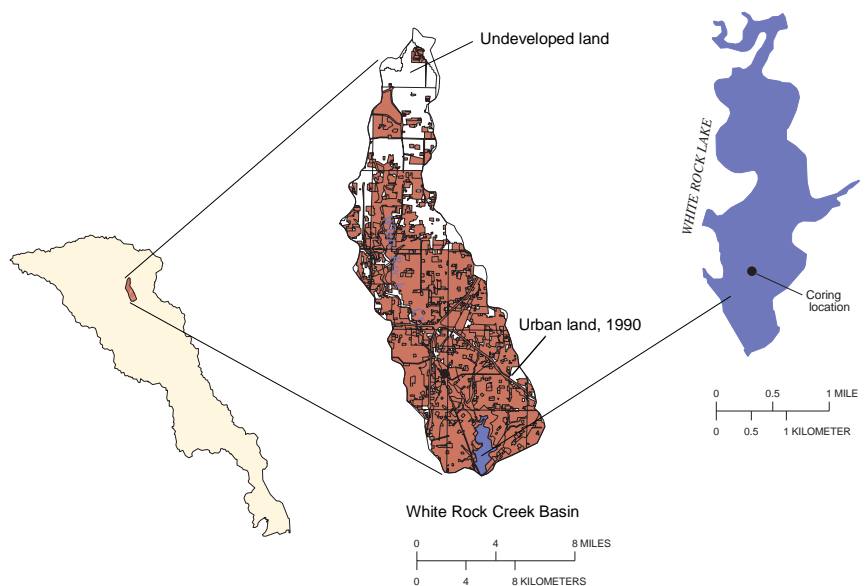 Undeveloped land
WHITE ROCK LAKE
Coring
location
Urban land, 1990
0 0.5 1 MILE
0 0.5 1 KILOMETER
White Rock Creek Basin
0 4 8 MILES
0 4 8 KILOMETERS